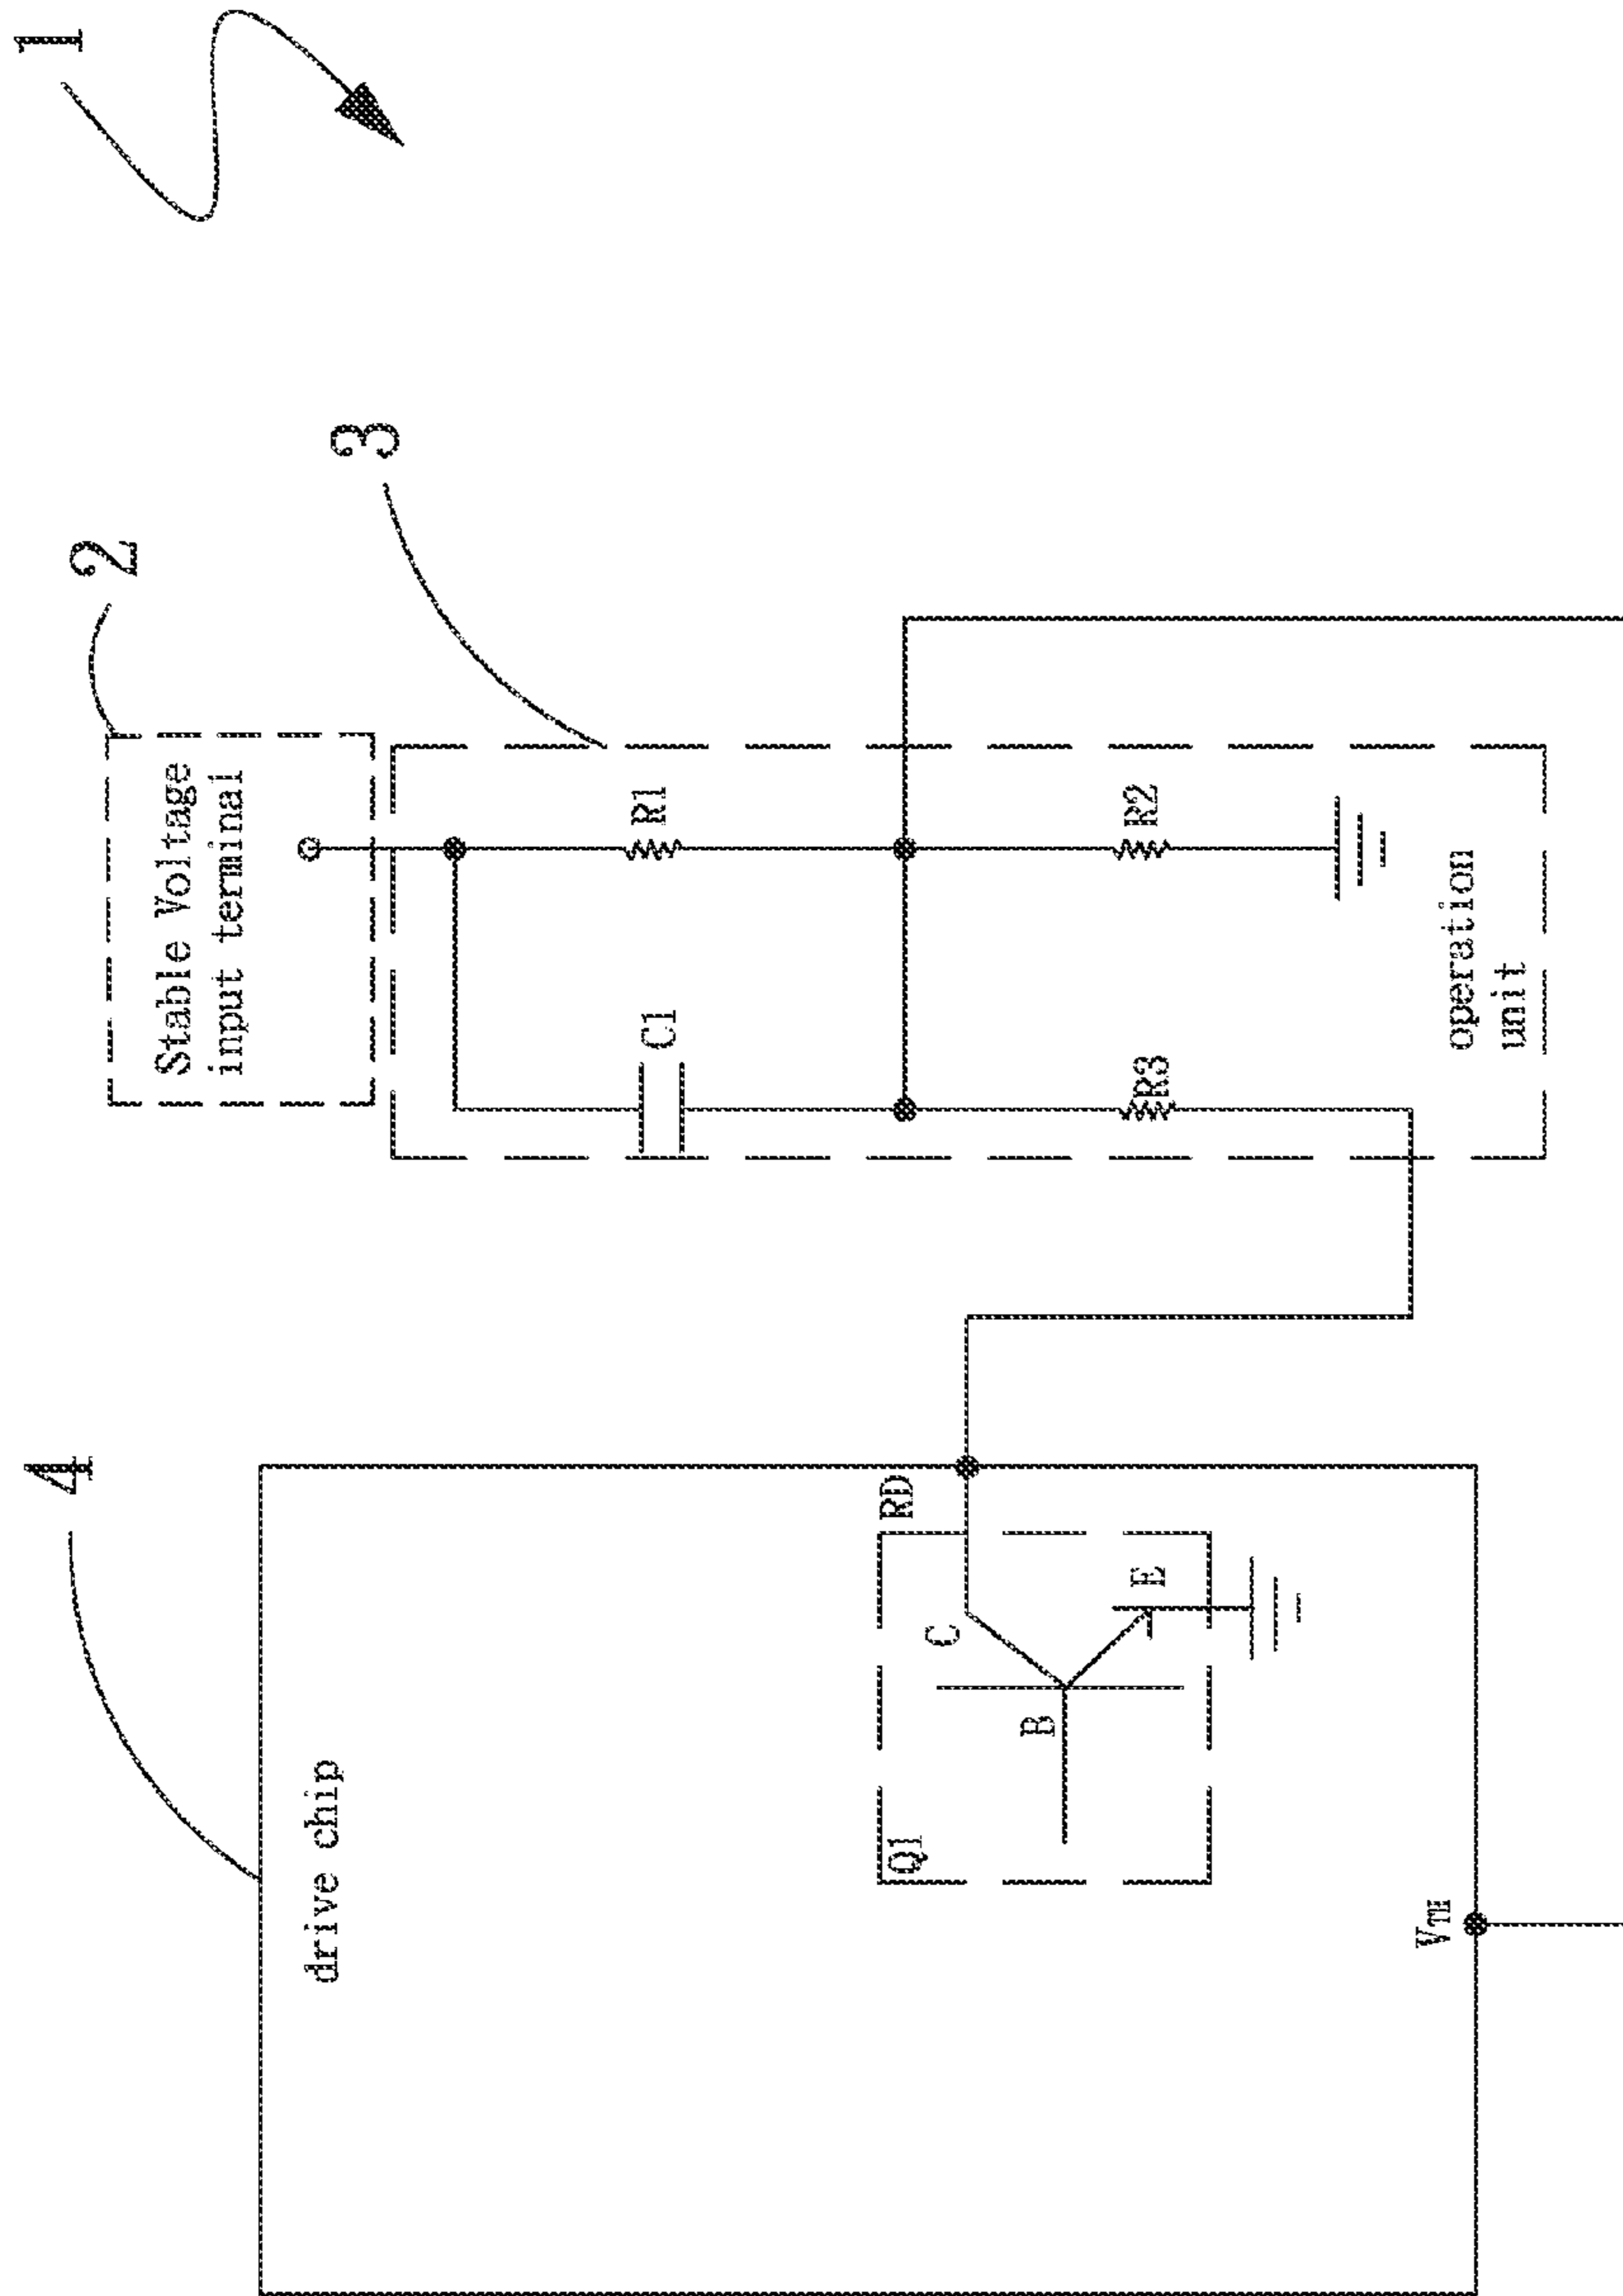 1
2
Stable Voltage
input terminal
3
C1
R1
R3
R2
operation
unit
4
drive chip
Q1
RD
C
B
E
VTH